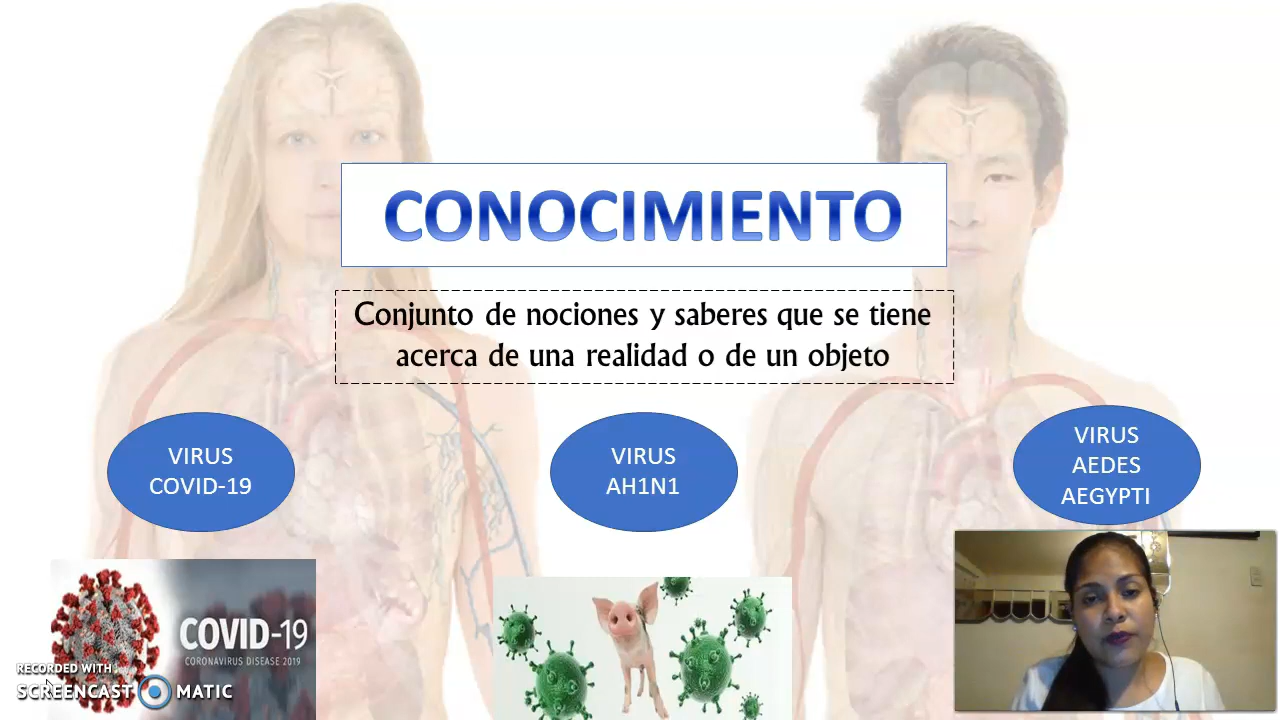 CONOCIMIENTO
Conjunto de nociones y saberes que se tiene
acerca de una realidad o de un objeto
VIRUS
COVID-19
VIRUS
AH1N1
VIRUS
AEDES
AEGYPTI
COVID-19
CORONAVIRUS DISEASE 2019
RECORDED WITH
SCREENCAST MATIC